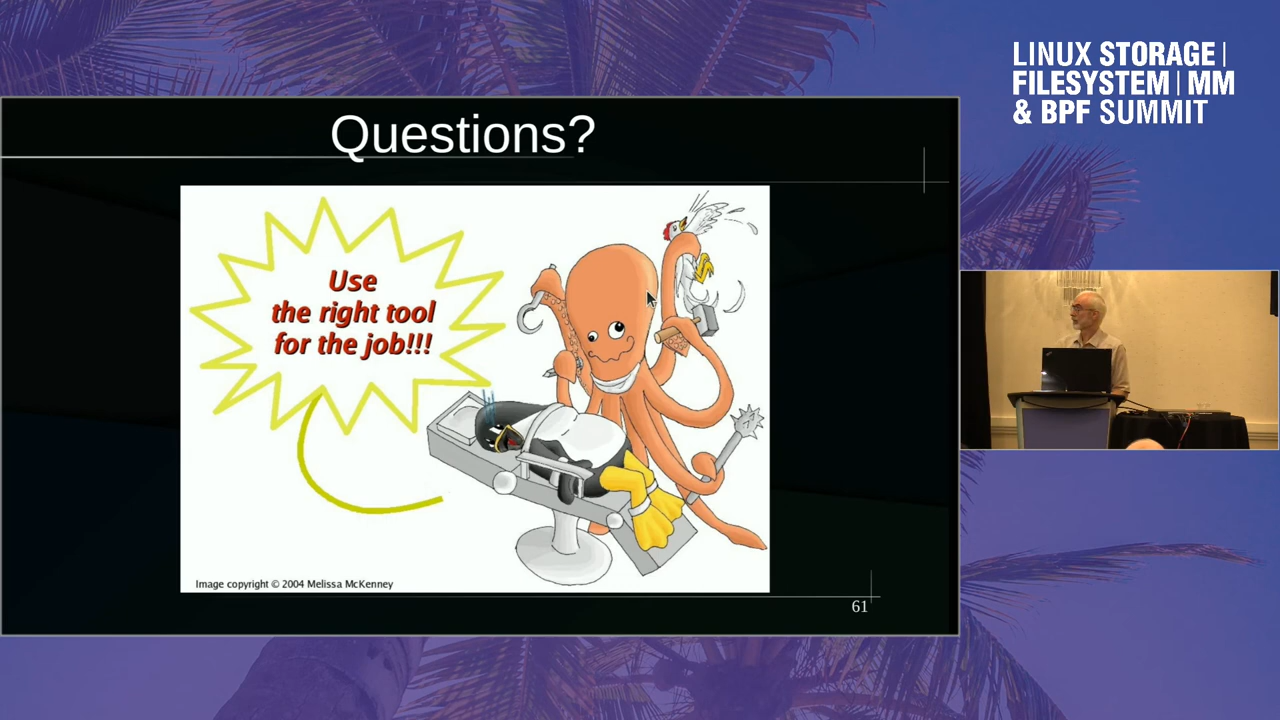 LINUX STORAGE |
FILESYSTEM | MM
& BPF SUMMIT
Questions?
Use
the right tool
for the job!!!
Image copyright © 2004 Melissa McKenney
61